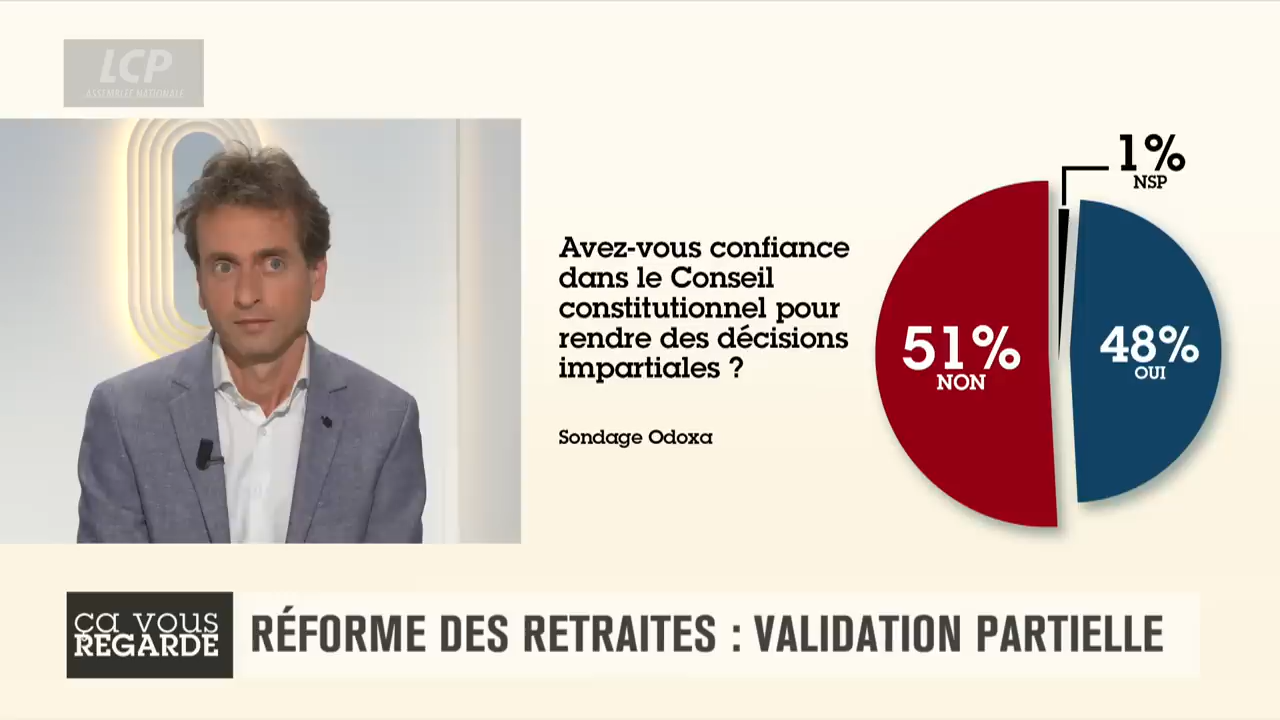 LCP
ASSEMBLÉE NATIONALE
Avez-vous confiance
dans le Conseil
constitutionnel pour
rendre des décisions
impartiales ?
Sondage Odoxa
1%
NSP
51%
NON
48%
OUI
ça vous
REGARDE
RÉFORME DES RETRAITES : VALIDATION PARTIELLE